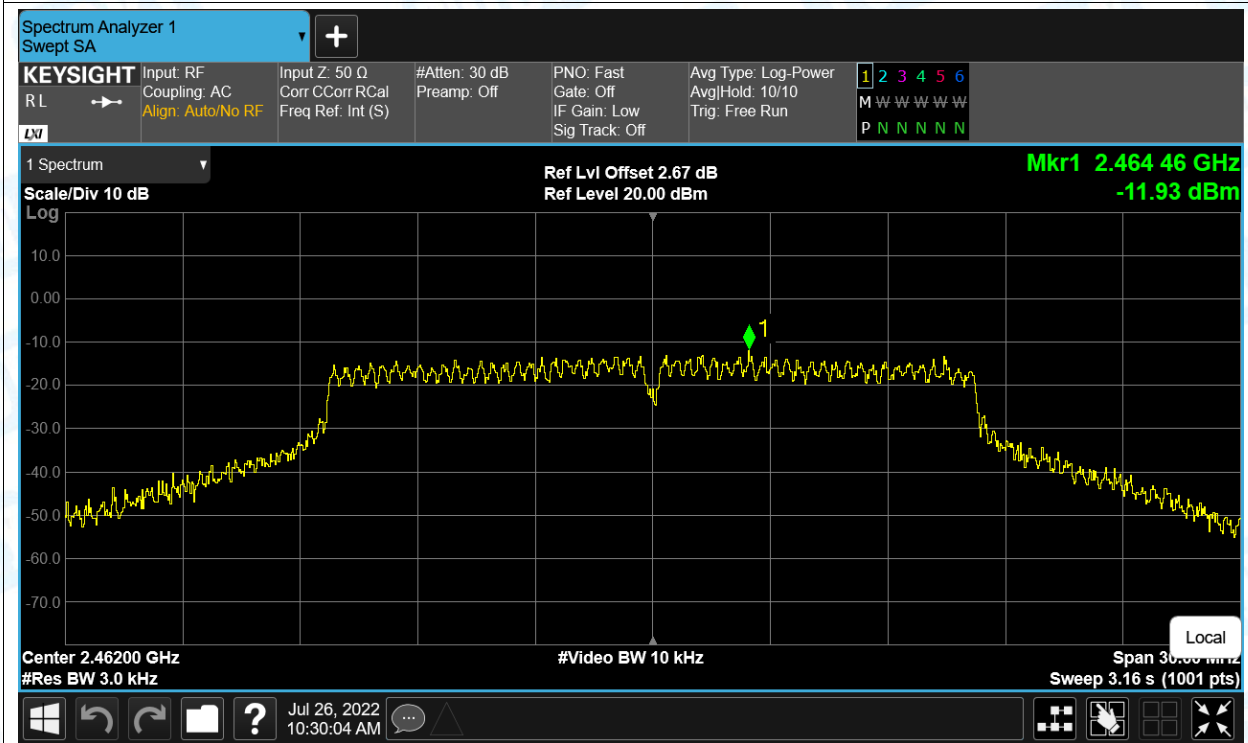 Spectrum Analyzer 1
Swept SA
KEYSIGHT
R L
LXI
Input: RF
Coupling: AC
Align: Auto/No RF
Input Z: 50 Ω
Corr CCorr RCal
Freq Ref: Int (S)
#Atten: 30 dB
Preamp: Off
PNO: Fast
Gate: Off
IF Gain: Low
Sig Track: Off
Avg Type: Log-Power
Avg|Hold: 10/10
Trig: Free Run
1 2 3 4 5 6
M W W W W W
P N N N N N
1 Spectrum
Scale/Div 10 dB
Log
Ref Lvl Offset 2.67 dB
Ref Level 20.00 dBm
Mkr1 2.464 46 GHz
-11.93 dBm
10.0
0.00
-10.0
-20.0
-30.0
-40.0
-50.0
-60.0
-70.0
1
Local
Center 2.46200 GHz
#Res BW 3.0 kHz
#Video BW 10 kHz
Span 30.00 MHz
Sweep 3.16 s (1001 pts)
?
Jul 26, 2022
10:30:04 AM